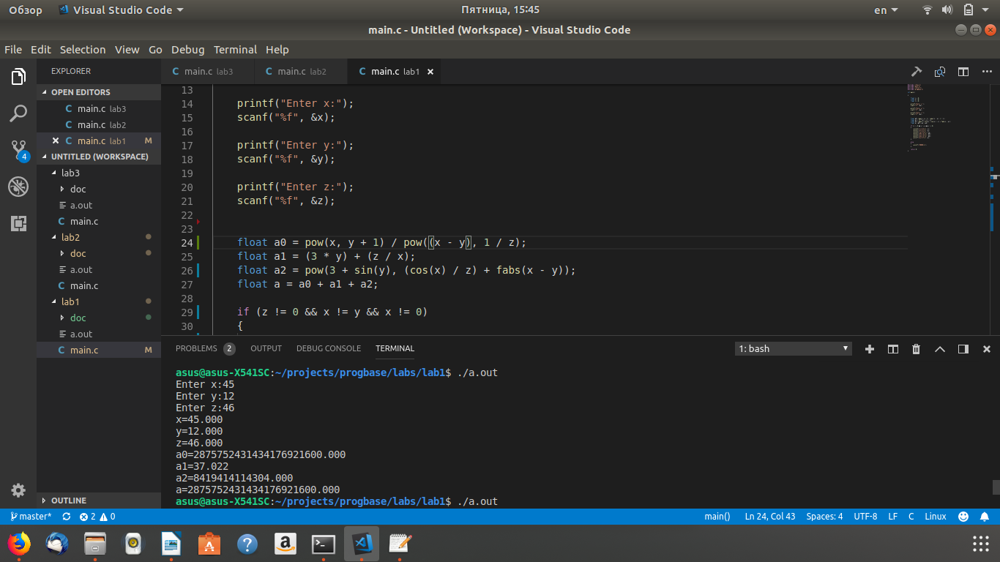 Обзор Visual Studio Code Пятница, 15:45 en
main.c - Untitled (Workspace) - Visual Studio Code
File Edit Selection View Go Debug Terminal Help
EXPLORER
OPEN EDITORS
C main.c lab3
C main.c lab2
C main.c lab1 M
4
UNTITLED (WORKSPACE)
lab3
doc
a.out
C main.c
lab2
doc
a.out
C main.c
lab1
doc
a.out
C main.c M
OUTLINE
C main.c lab3 C main.c lab2 C main.c lab1
13
14 printf("Enter x:");
15 scanf("%f", &x);
16
17 printf("Enter y:");
18 scanf("%f", &y);
19
20 printf("Enter z:");
21 scanf("%f", &z);
22
23
24 float a0 = pow(x, y + 1) / pow((x - y), 1 / z);
25 float a1 = (3 * y) + (z / x);
26 float a2 = pow(3 + sin(y), (cos(x) / z) + fabs(x - y));
27 float a = a0 + a1 + a2;
28
29 if (z != 0 && x != y && x != 0)
30 {
PROBLEMS 2 OUTPUT DEBUG CONSOLE TERMINAL 1: bash
asus@asus-X541SC:~/projects/progbase/labs/lab1$ ./a.out
Enter x:45
Enter y:12
Enter z:46
x=45.000
y=12.000
z=46.000
a0=2875752431434176921600.000
a1=37.022
a2=8419414114304.000
a=2875752431434176921600.000
asus@asus-X541SC:~/projects/progbase/labs/lab1$ ./a.out
master* 2 0 main() Ln 24, Col 43 Spaces: 4 UTF-8 LF C Linux